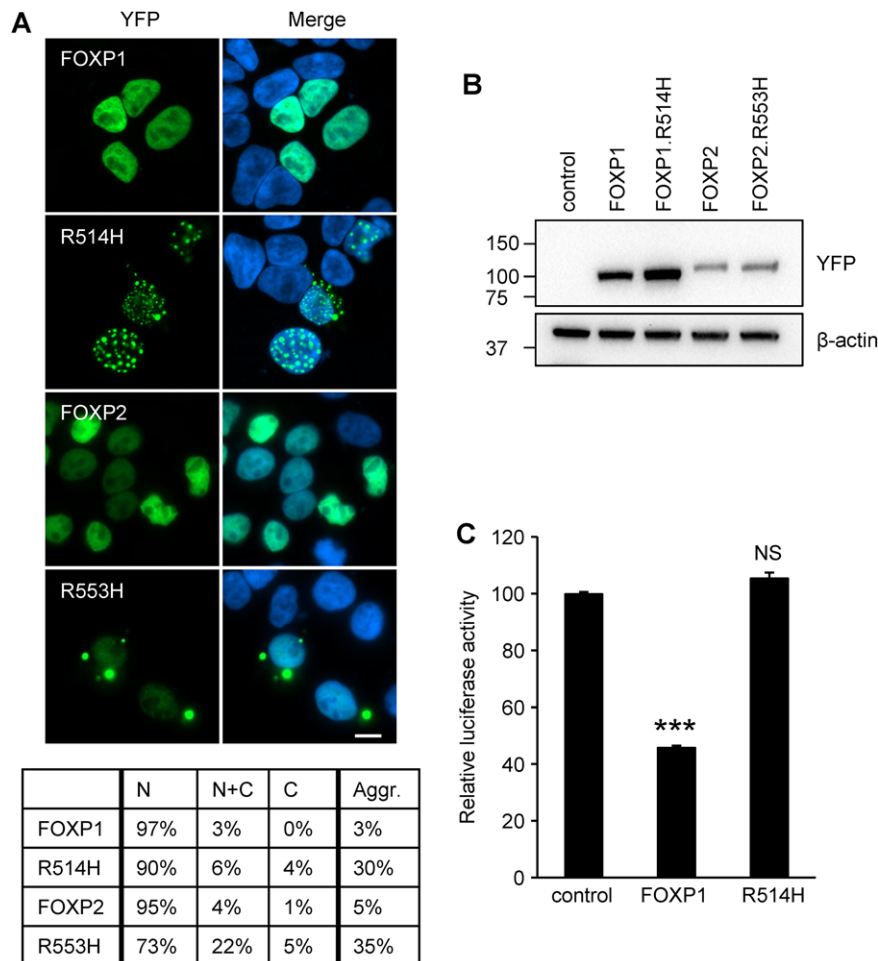 A
YFP Merge
FOXP1
R514H
FOXP2
R553H
N N+C C Aggr.
FOXP1 97% 3% 0% 3%
R514H 90% 6% 4% 30%
FOXP2 95% 4% 1% 5%
R553H 73% 22% 5% 35%
B
control
FOXP1
FOXP1.R514H
FOXP2
FOXP2.R553H
150
100
75
YFP
37
β-actin
C
Relative luciferase activity
120
100
80
60
40
20
0
***
NS
control FOXP1 R514H